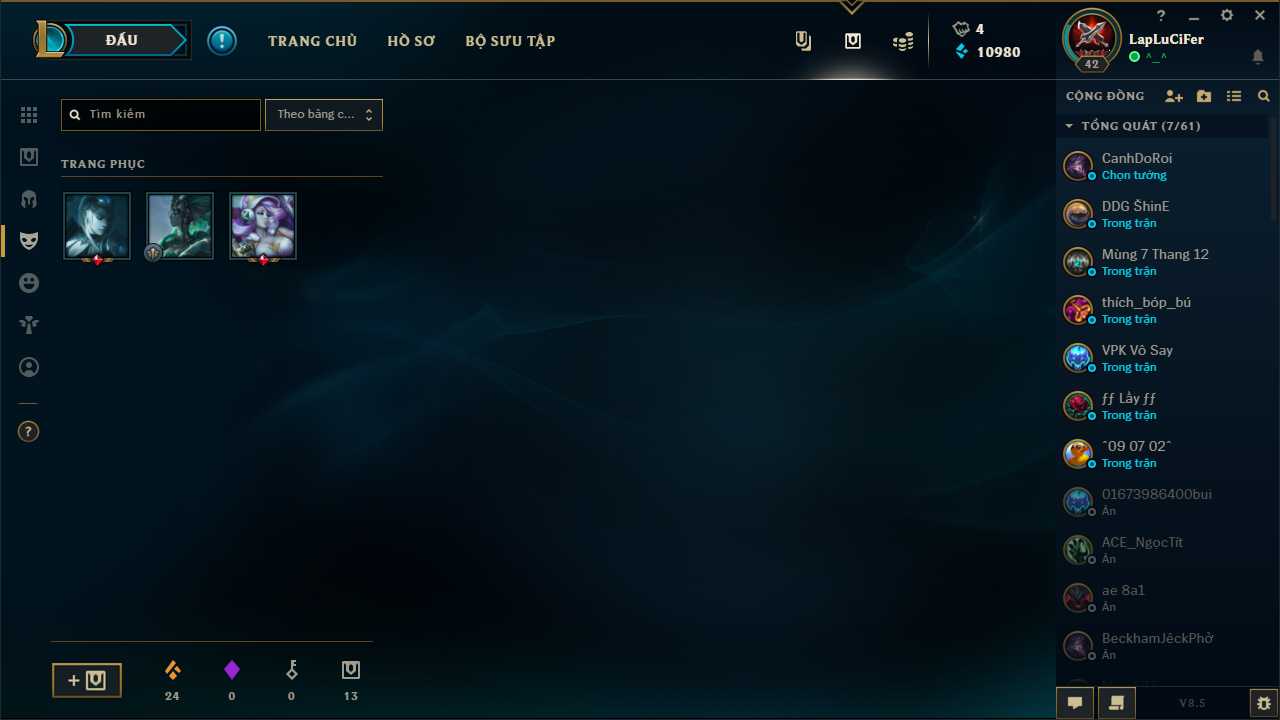 ĐẤU
TRANG CHỦ
HỒ SƠ
BỘ SƯU TẬP
4
10980
?
42
LapLuCiFer
^_^
CỘNG ĐỒNG
TỔNG QUÁT (7/61)
Tìm kiếm
Theo bảng c...
TRANG PHỤC
?
CanhDoRoi
Chọn tướng
DDG ŠhinE
Trong trận
Mùng 7 Thang 12
Trong trận
thích_bóp_bú
Trong trận
VPK Vô Say
Trong trận
ƒƒ Lầy ƒƒ
Trong trận
ˆ09 07 02ˆ
Trong trận
01673986400bui
Ẩn
ACE_NgọcTít
Ẩn
ae 8a1
Ẩn
BeckhamJêckPhở
Ẩn
24
0
0
13
V8.5